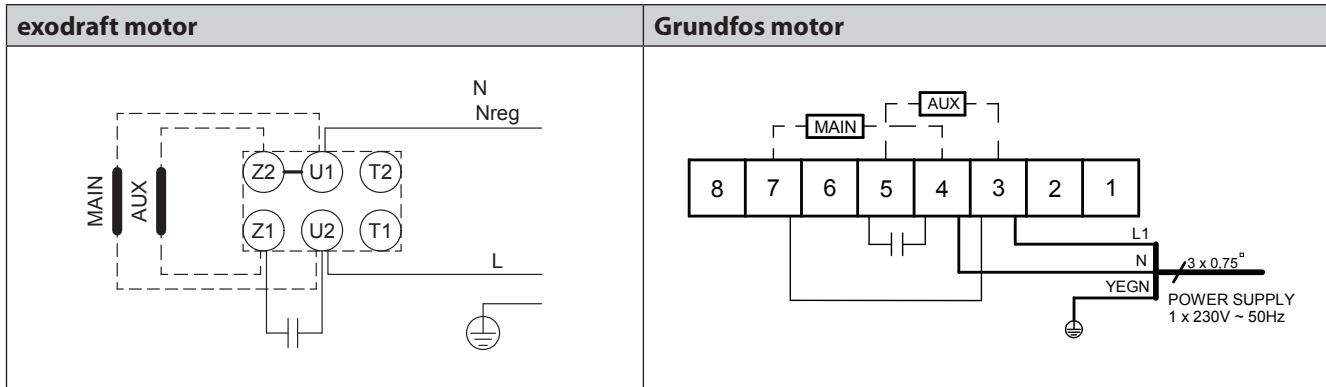 exodraft motor
Grundfos motor
N
Nreg
MAIN
AUX
Z2
U1
T2
Z1
U2
T1
L
AUX
MAIN
8 7 6 5 4 3 2 1
L1
N
3 x 0,75□
YEGN
POWER SUPPLY
1 x 230V ~ 50Hz